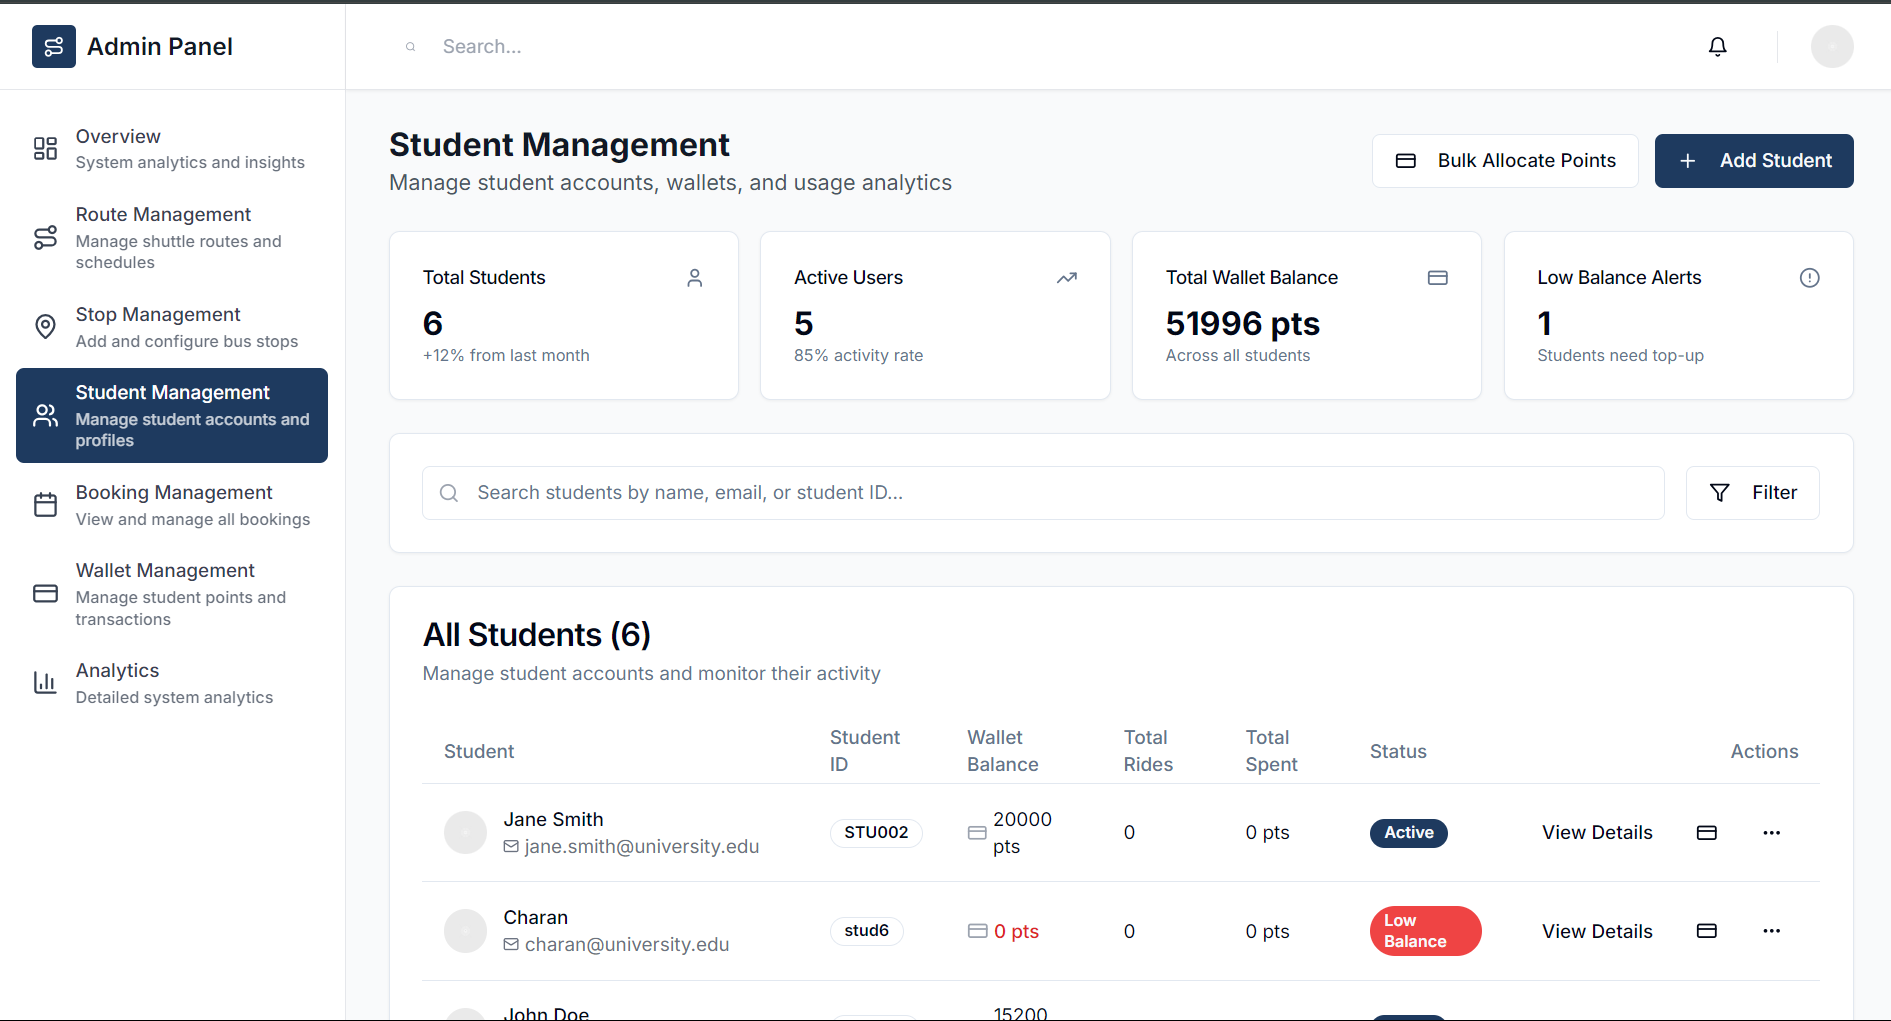 Admin Panel
Search...
Overview
System analytics and insights
Route Management
Manage shuttle routes and
schedules
Stop Management
Add and configure bus stops
Student Management
Manage student accounts and
profiles
Booking Management
View and manage all bookings
Wallet Management
Manage student points and
transactions
Analytics
Detailed system analytics
Student Management
Manage student accounts, wallets, and usage analytics
Bulk Allocate Points
Add Student
Total Students
6
+12% from last month
Active Users
5
85% activity rate
Total Wallet Balance
51996 pts
Across all students
Low Balance Alerts
1
Students need top-up
Search students by name, email, or student ID...
Filter
All Students (6)
Manage student accounts and monitor their activity
Student
Student
ID
Wallet
Balance
Total
Rides
Total
Spent
Status
Actions
Jane Smith
jane.smith@university.edu
STU002
20000
pts
0
0 pts
Active
View Details
Charan
charan@university.edu
stud6
0 pts
0
0 pts
Low
Balance
View Details
John Doe
15200